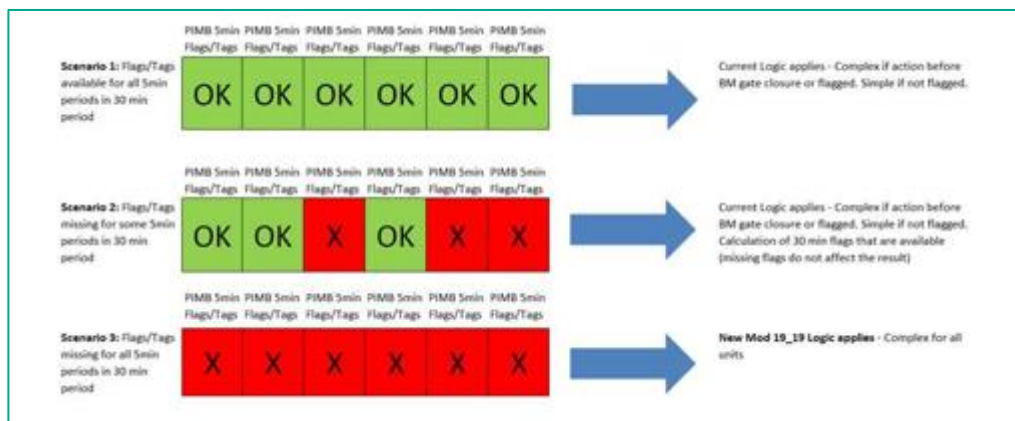 PIMB 5min PIMB 5min PIMB 5min PIMB 5min PIMB 5min PIMB 5min
Flags/Tags Flags/Tags Flags/Tags Flags/Tags Flags/Tags Flags/Tags
Scenario 1: Flags/Tags
available for all 5min
periods in 30 min
period
OK OK OK OK OK OK
Current Logic applies - Complex if action before
BM gate closure or flagged. Simple if not flagged.
PIMB 5min PIMB 5min PIMB 5min PIMB 5min PIMB 5min PIMB 5min
Flags/Tags Flags/Tags Flags/Tags Flags/Tags Flags/Tags Flags/Tags
Scenario 2: Flags/Tags
missing for some 5min
periods in 30 min
period
OK OK X OK X X
Current Logic applies - Complex if action before
BM gate closure or flagged. Simple if not flagged.
Calculation of 30 min flags that are available
(missing flags do not affect the result)
PIMB 5min PIMB 5min PIMB 5min PIMB 5min PIMB 5min PIMB 5min
Flags/Tags Flags/Tags Flags/Tags Flags/Tags Flags/Tags Flags/Tags
Scenario 3: Flags/Tags
missing for all 5min
periods in 30 min
period
X X X X X X
New Mod 19_19 Logic applies - Complex for all
units